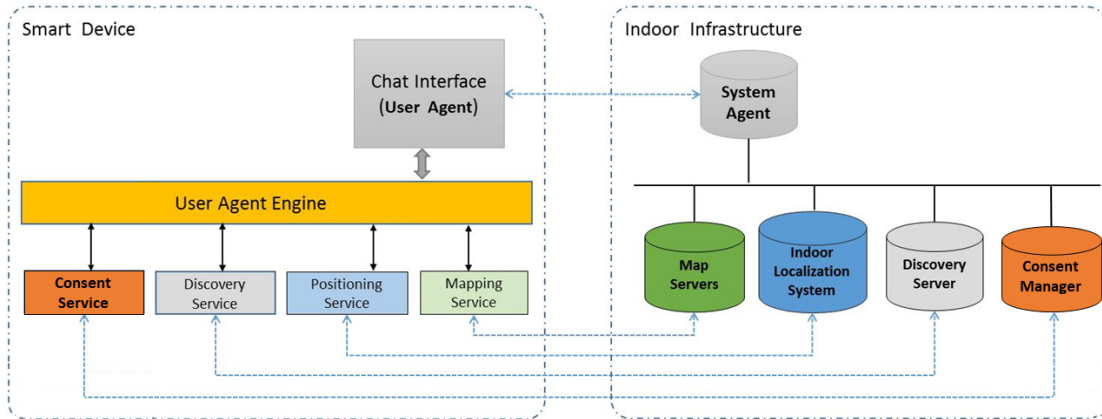 Smart Device
Indoor Infrastructure
Chat Interface
(User Agent)
System
Agent
User Agent Engine
Consent
Service
Discovery
Service
Positioning
Service
Mapping
Service
Map
Servers
Indoor
Localization
System
Discovery
Server
Consent
Manager